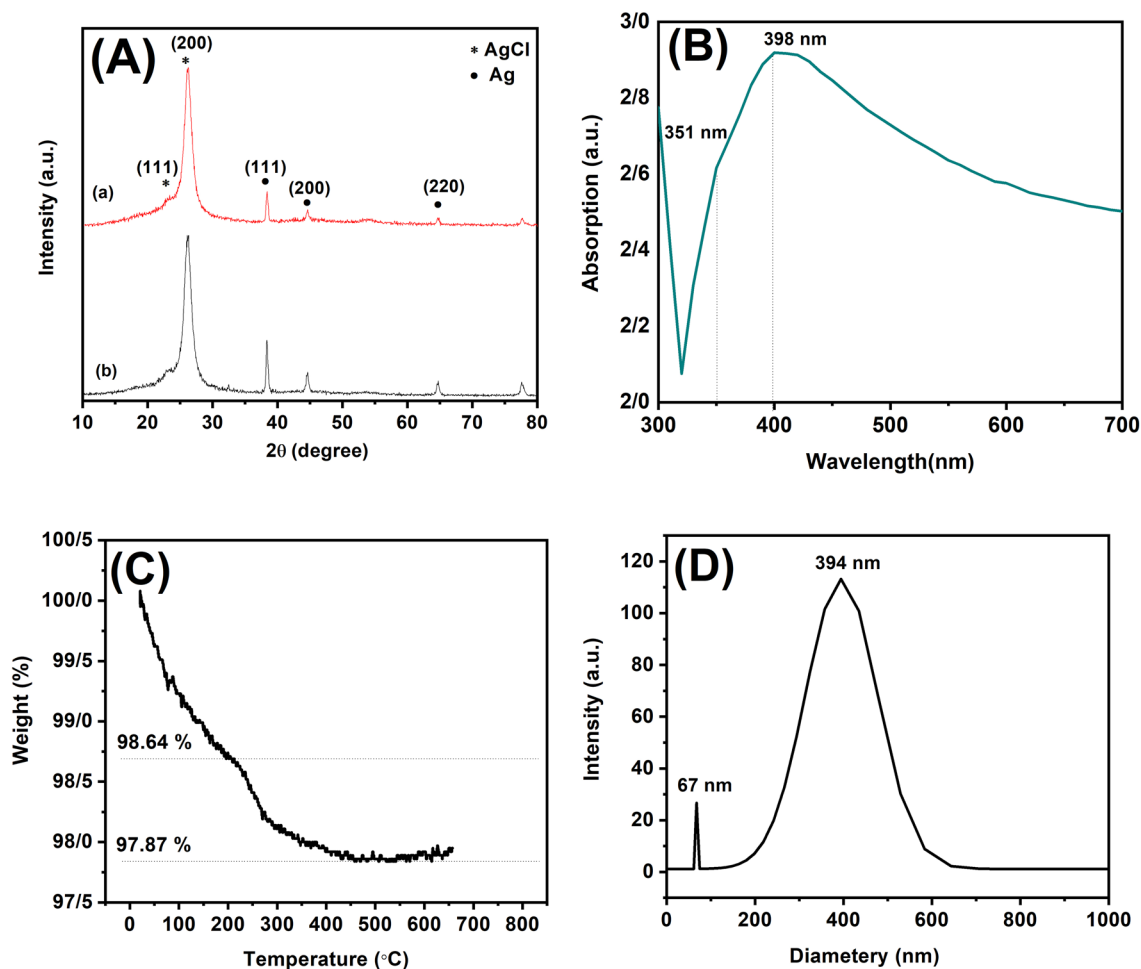 (A)
(200)
*
* AgCl
● Ag
(111)
*
(111)
●
(200)
●
(220)
●
(a)
(b)
Intensity (a.u.)
10 20 30 40 50 60 70 80
2θ (degree)
(B)
398 nm
351 nm
3/0
2/8
2/6
2/4
2/2
2/0
Absorption (a.u.)
300 400 500 600 700
Wavelength(nm)
(C)
100/5
100/0
99/5
99/0
98/5
98/0
97/5
98.64 %
97.87 %
Weight (%)
0 100 200 300 400 500 600 700 800
Temperature (°C)
(D)
394 nm
67 nm
120
100
80
60
40
20
0
Intensity (a.u.)
0 200 400 600 800 1000
Diametery (nm)